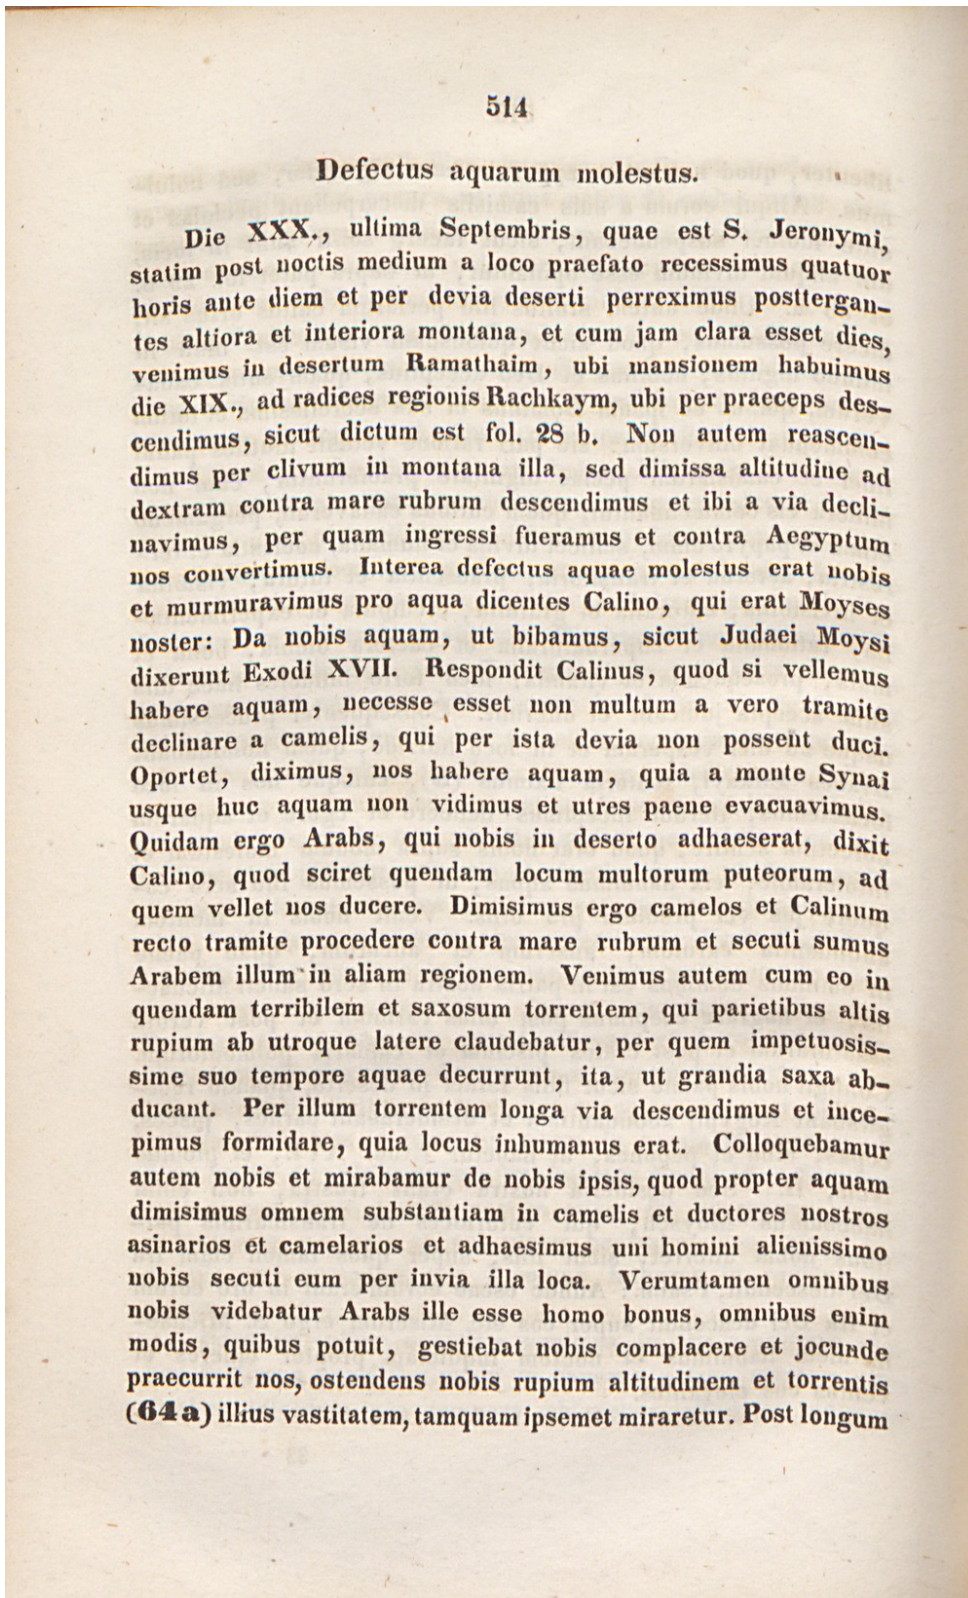 514
Defectus aquarum molestus.
Die XXX., ultima Septembris, quae est S. Jeronymi,
statim post noctis medium a loco praefato recessimus quatuor
horis ante diem et per devia deserti perreximus posttergan-
tes altiora et interiora montana, et cum jam clara esset dies,
venimus in desertum Ramathaim, ubi mansionem habuimus
die XIX., ad radices regionis Rachkaym, ubi per praeceps des-
cendimus, sicut dictum est fol. 28 b. Non autem reascen-
dimus per clivum in montana illa, sed dimissa altitudine ad
dextram contra mare rubrum descendimus et ibi a via decli-
navimus, per quam ingressi fueramus et contra Aegyptum
nos convertimus. Interea defectus aquae molestus erat nobis
et murmuravimus pro aqua dicentes Calino, qui erat Moyses
noster: Da nobis aquam, ut bibamus, sicut Judaei Moysi
dixerunt Exodi XVII. Respondit Calinus, quod si vellemus
habere aquam, necesse esset non multum a vero tramite
declinare a camelis, qui per ista devia non possent duci.
Oportet, diximus, nos habere aquam, quia a monte Synai
usque huc aquam non vidimus et utres paene evacuavimus.
Quidam ergo Arabs, qui nobis in deserto adhaeserat, dixit
Calino, quod sciret quendam locum multorum puteorum, ad
quem vellet nos ducere. Dimisimus ergo camelos et Calinum
recto tramite procedere contra mare rubrum et secuti sumus
Arabem illum in aliam regionem. Venimus autem cum eo in
quendam terribilem et saxosum torrentem, qui parietibus altis
rupium ab utroque latere claudebatur, per quem impetuosis-
sime suo tempore aquae decurrunt, ita, ut grandia saxa ab-
ducant. Per illum torrentem longa via descendimus et ince-
pimus formidare, quia locus inhumanus erat. Colloquebamur
autem nobis et mirabamur de nobis ipsis, quod propter aquam
dimisimus omnem substantiam in camelis et ductores nostros
asinarios et camelarios et adhaesimus uni homini alienissimo
nobis secuti eum per invia illa loca. Verumtamen omnibus
nobis videbatur Arabs ille esse homo bonus, omnibus enim
modis, quibus potuit, gestiebat nobis complacere et jocunde
praecurrit nos, ostendens nobis rupium altitudinem et torrentis
(64 a) illius vastitatem, tamquam ipsemet miraretur. Post longum